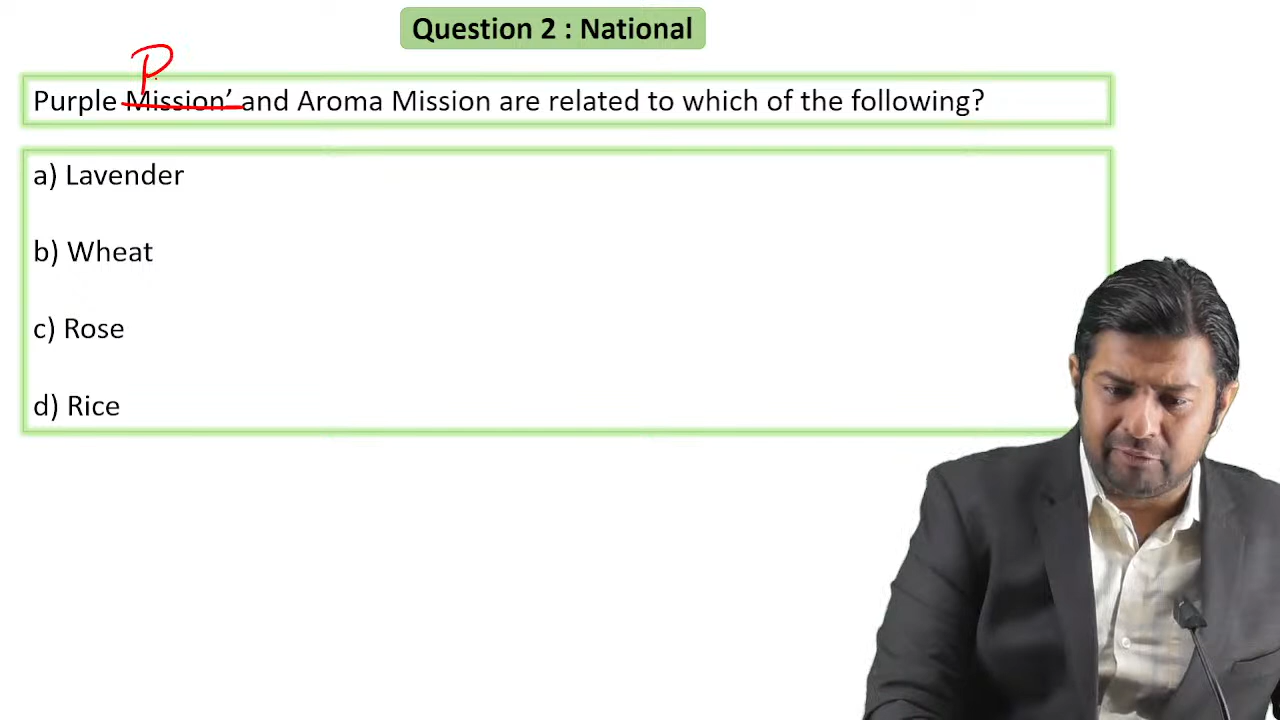 Question 2 : National
P
Purple Mission’ and Aroma Mission are related to which of the following?
a) Lavender
b) Wheat
c) Rose
d) Rice